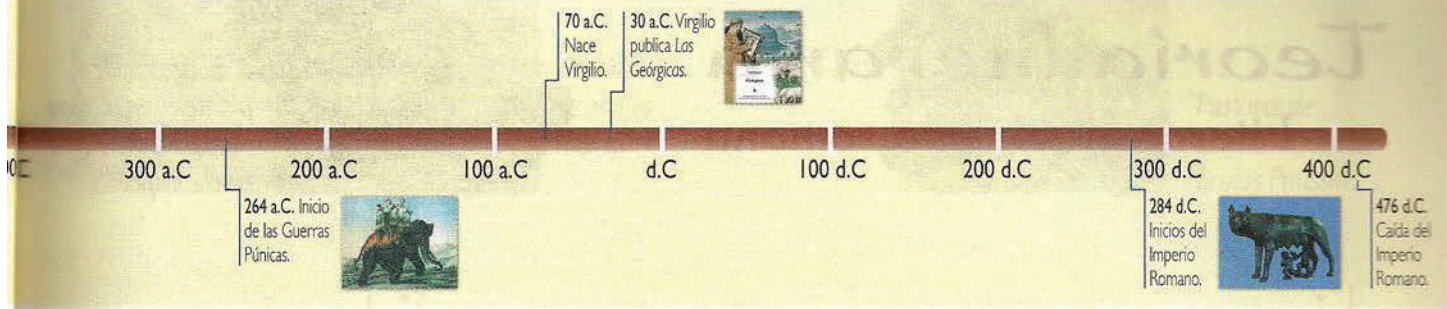 70 a.C.
Nace
Virgilio.
30 a.C. Virgilio
publica Las
Geórgicas.
300 a.C
200 a.C
100 a.C
d.C
100 d.C
200 d.C
300 d.C
400 d.C
264 a.C. Inicio
de las Guerras
Púnicas.
284 d.C.
Inicios del
Imperio
Romano.
476 d.C.
Caída del
Imperio
Romano.